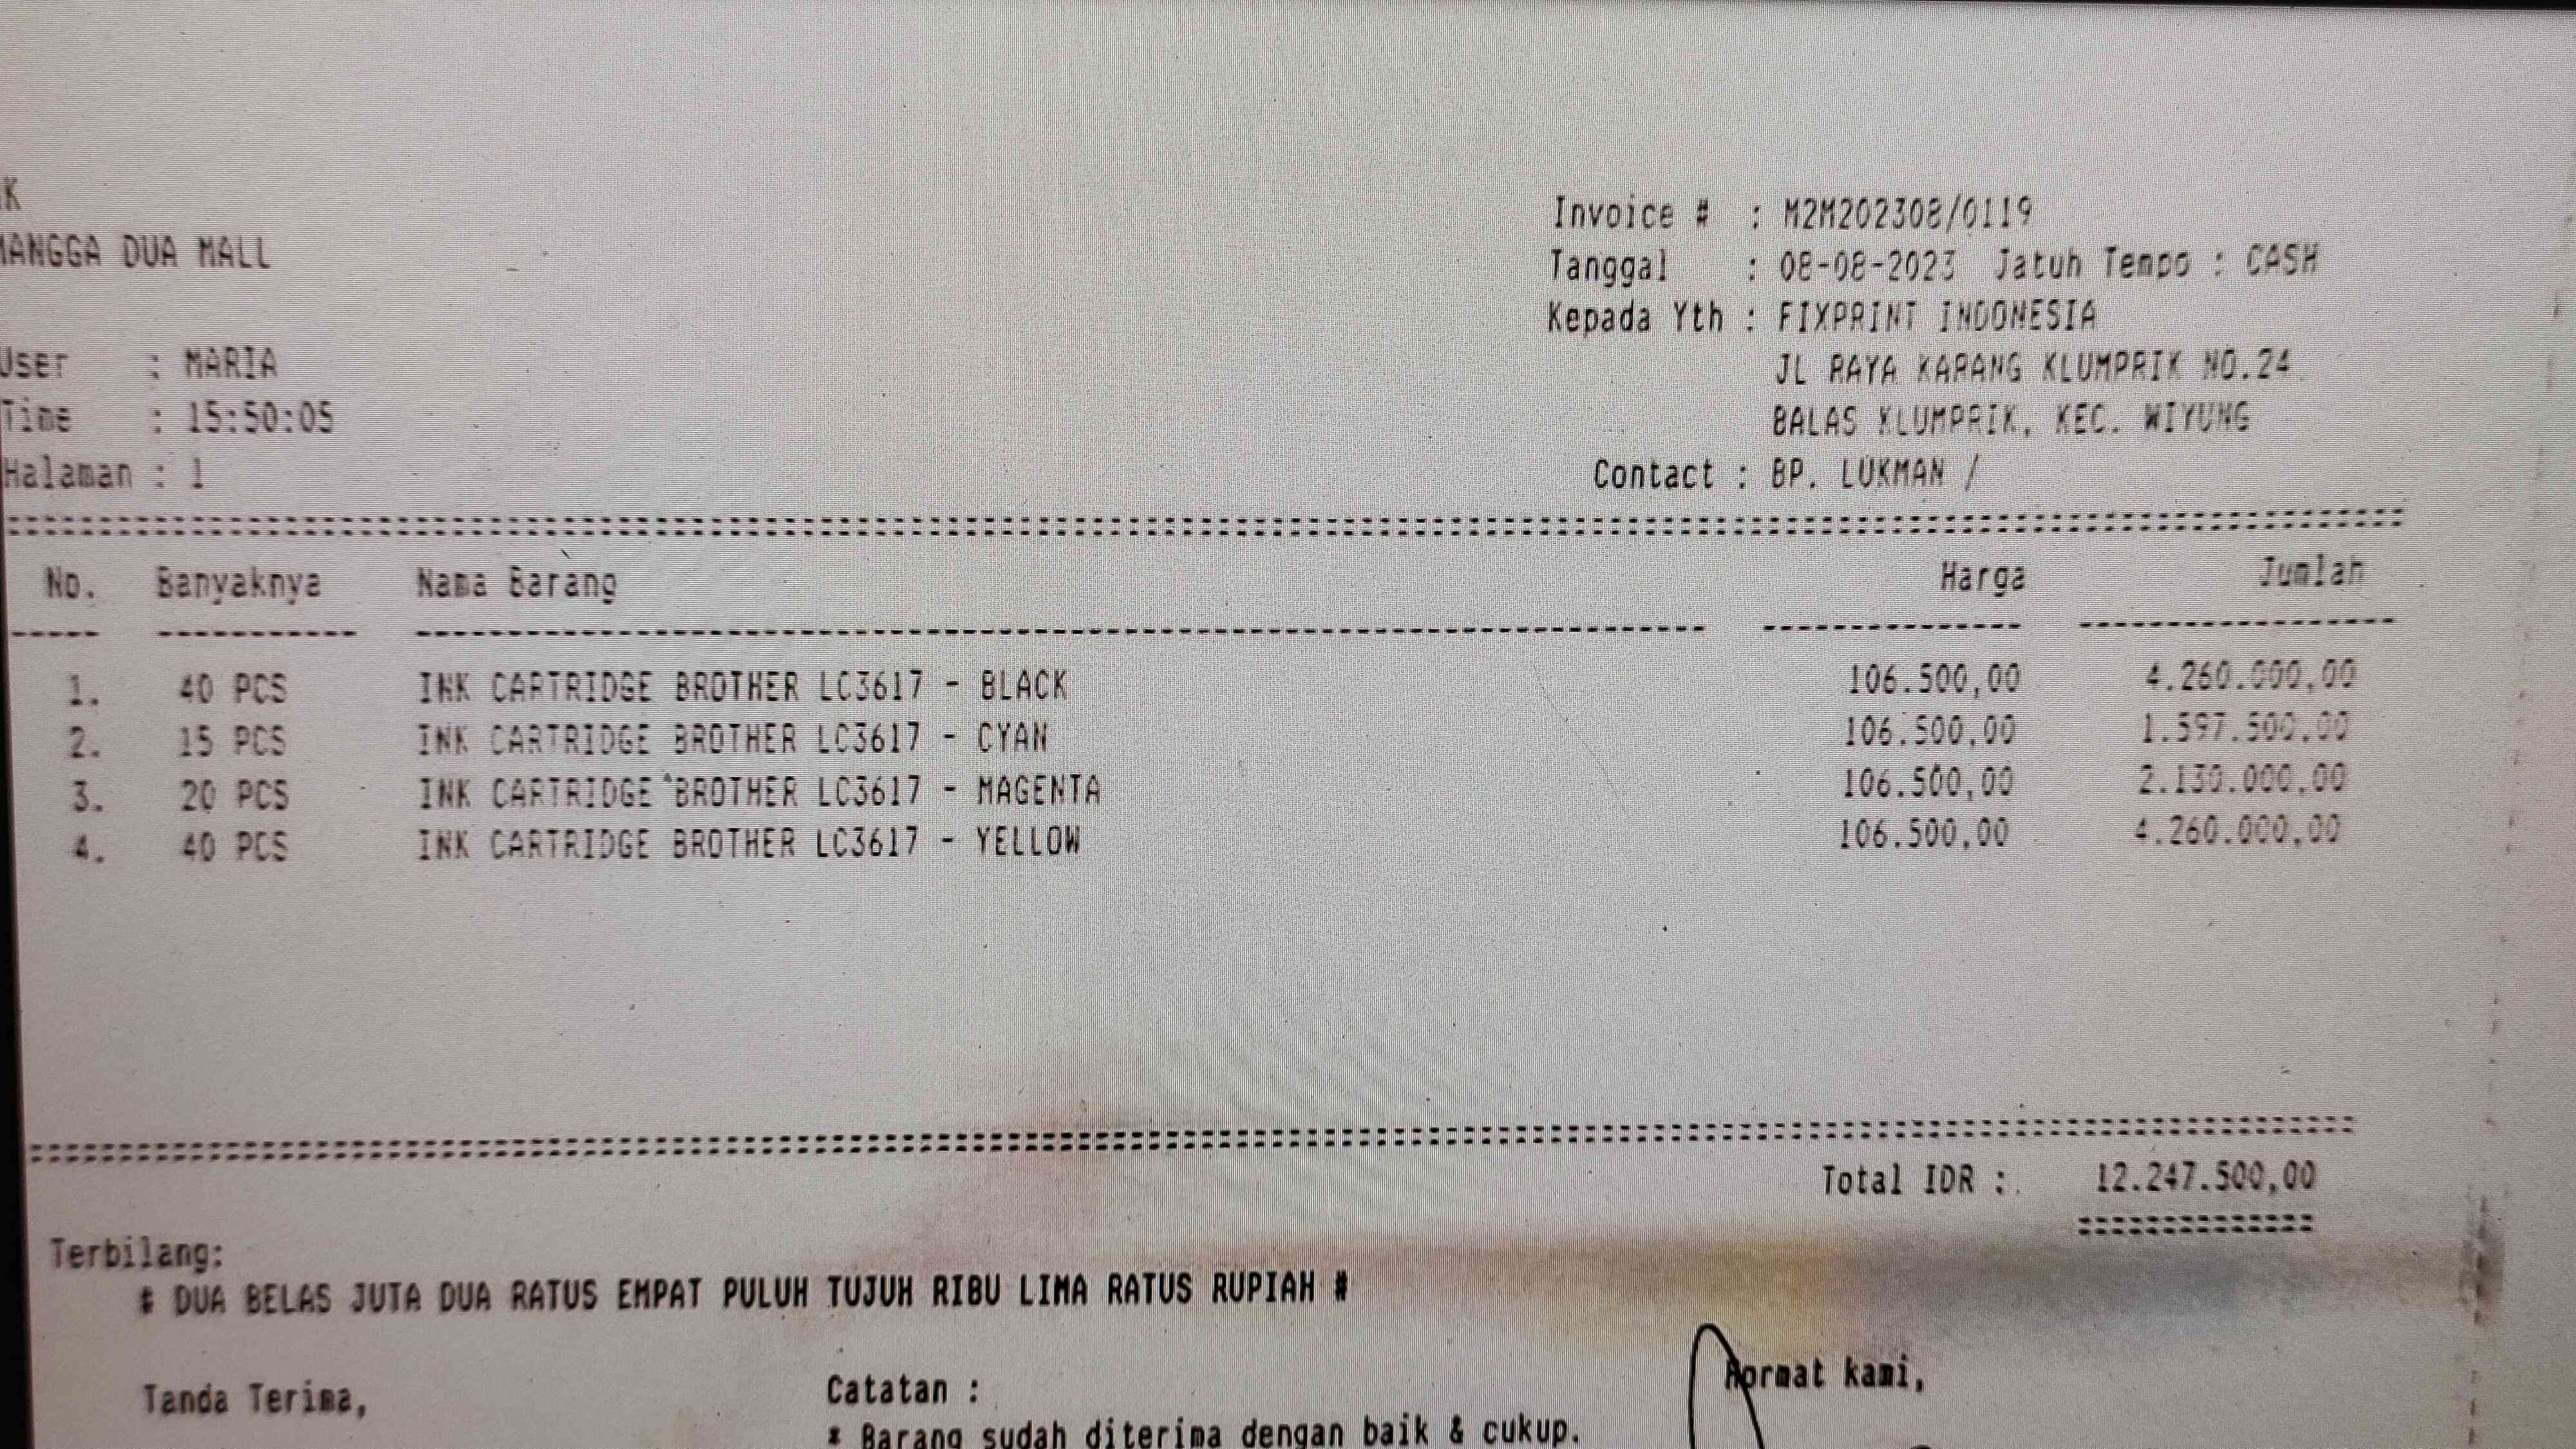 K
MANGGA DUA MALL
User : MARIA
Time : 15:50:05
Halaman : 1
Invoice # : M2M202308/0119
Tanggal : 08-08-2023 Jatuh Tempo : CASH
Kepada Yth : FIXPRINT INDONESIA
JL RAYA KARANG KLUMPRIK NO.24
BALAS KLUMPRIK, KEC. WIYUNG
Contact : BP. LUKMAN /
No. Banyaknya Nama Barang Harga Jumlah
1. 40 PCS INK CARTRIDGE BROTHER LC3617 - BLACK 106.500,00 4.260.000,00
2. 15 PCS INK CARTRIDGE BROTHER LC3617 - CYAN 106.500,00 1.597.500,00
3. 20 PCS INK CARTRIDGE BROTHER LC3617 - MAGENTA 106.500,00 2.130.000,00
4. 40 PCS INK CARTRIDGE BROTHER LC3617 - YELLOW 106.500,00 4.260.000,00
Total IDR : 12.247.500,00
Terbilang:
# DUA BELAS JUTA DUA RATUS EMPAT PULUH TUJUH RIBU LIMA RATUS RUPIAH #
Tanda Terima,
Catatan :
* Barang sudah diterima dengan baik & cukup.
Hormat kami,